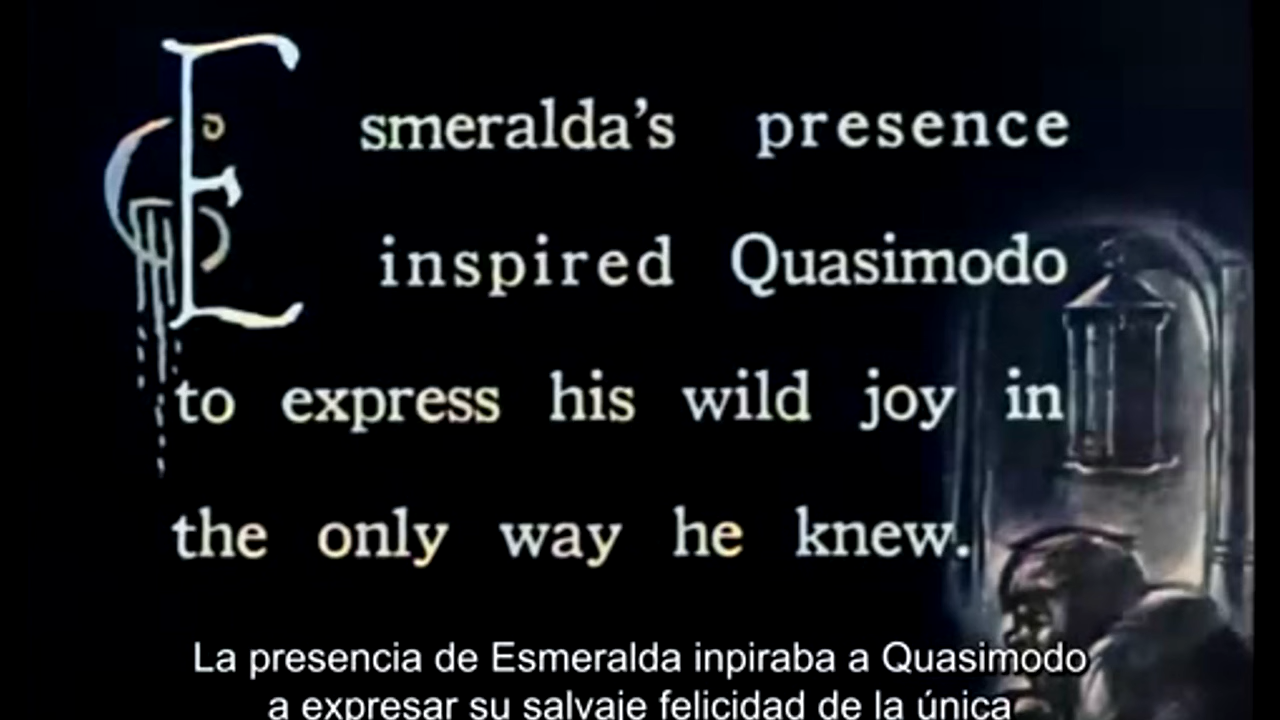 Esmeralda's presence
inspired Quasimodo
to express his wild joy in
the only way he knew.
La presencia de Esmeralda inpiraba a Quasimodo
a expresar su salvaje felicidad de la única